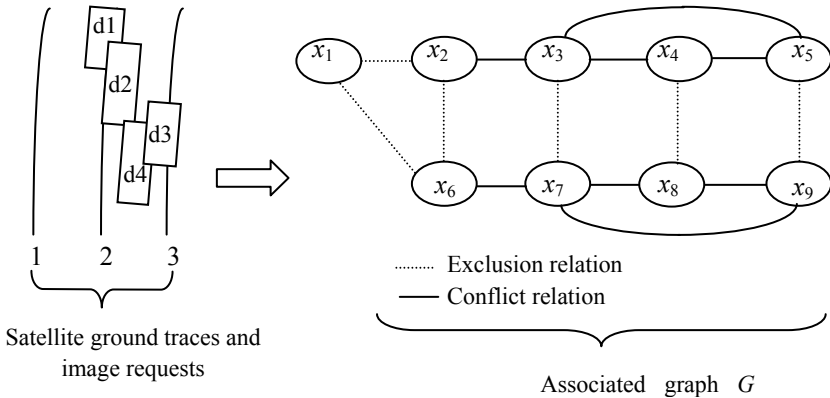 d1
d2
d3
d4
1 2 3
Satellite ground traces and
image requests
x1 x2 x3 x4 x5
x6 x7 x8 x9
Exclusion relation
Conflict relation
Associated graph G